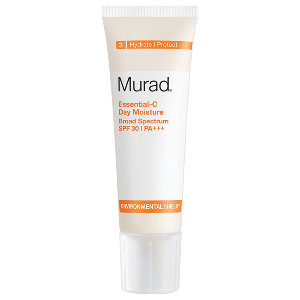 3 | Hydrate | Protect
Murad.
Essential-C
Day Moisture
Broad Spectrum
SPF 30 | PA+++
ENVIRONMENTAL SHIELD